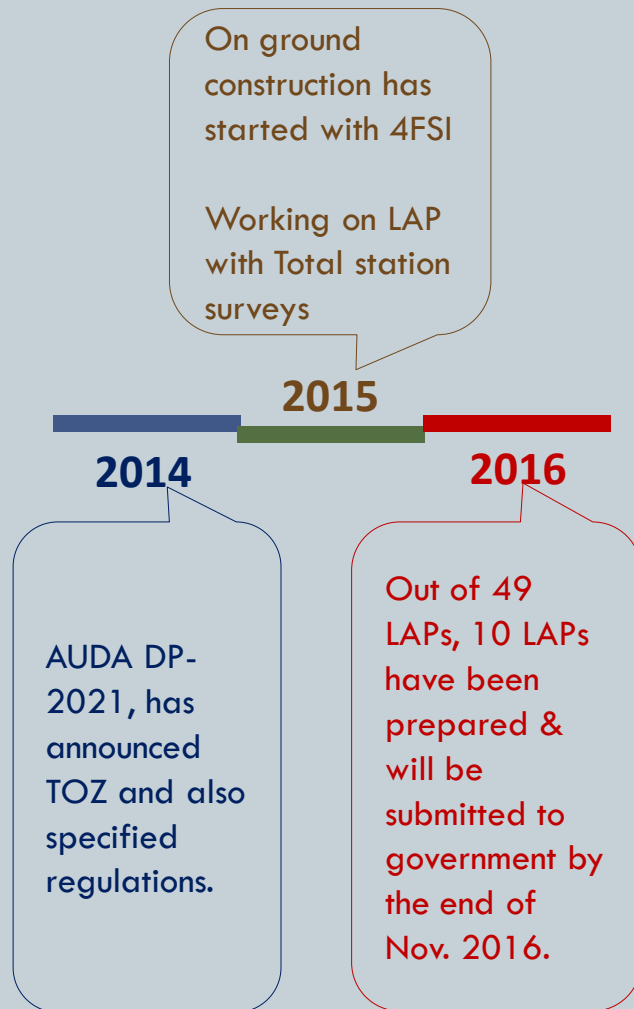 On ground
construction has
started with 4FSI
Working on LAP
with Total station
surveys
2015
2014
2016
AUDA DP-
2021, has
announced
TOZ and also
specified
regulations.
Out of 49
LAPs, 10 LAPs
have been
prepared &
will be
submitted to
government by
the end of
Nov. 2016.